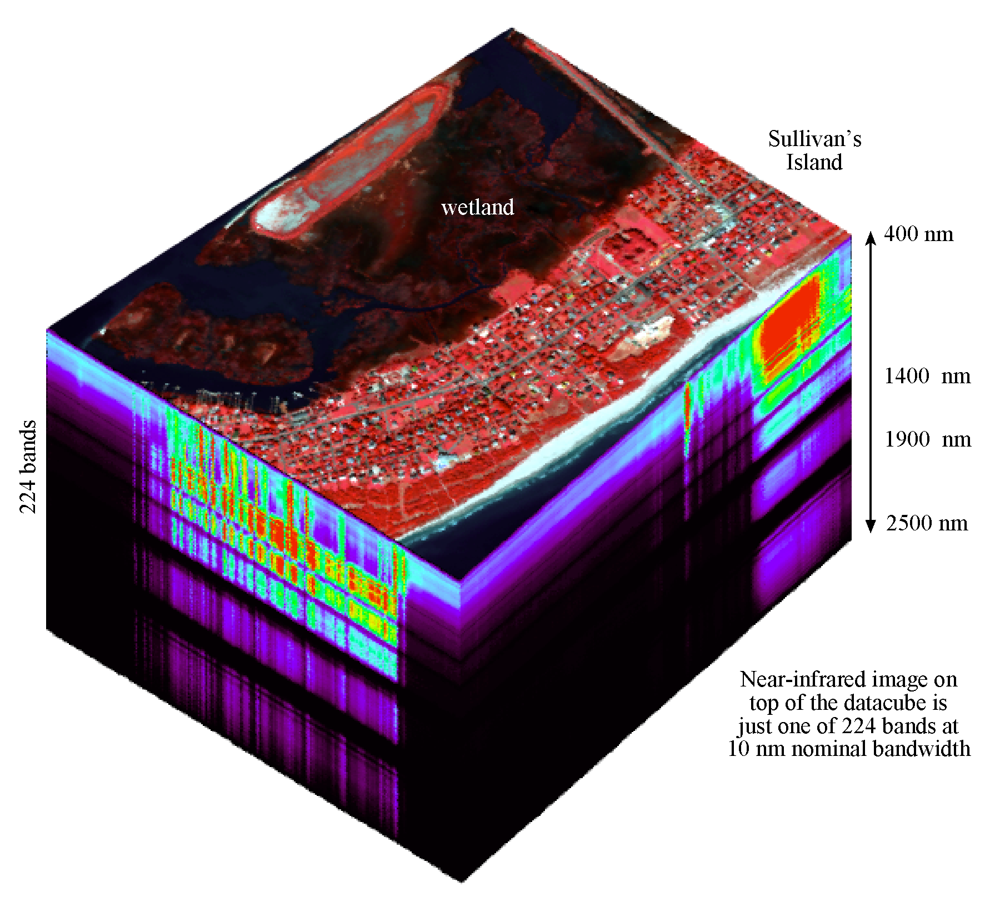 Sullivan’s
Island
wetland
400 nm
1400 nm
1900 nm
2500 nm
224 bands
Near-infrared image on
top of the datacube is
just one of 224 bands at
10 nm nominal bandwidth